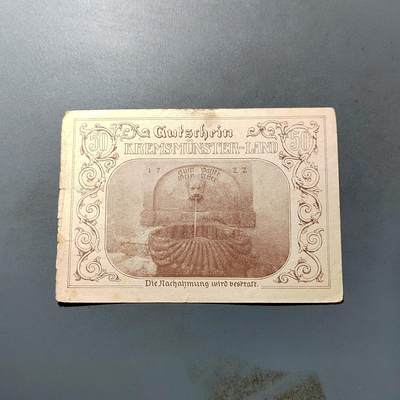 50 Gutschein 50
KREMSMÜNSTER-LAND
17 22
Die Nachahmung wird bestraft.